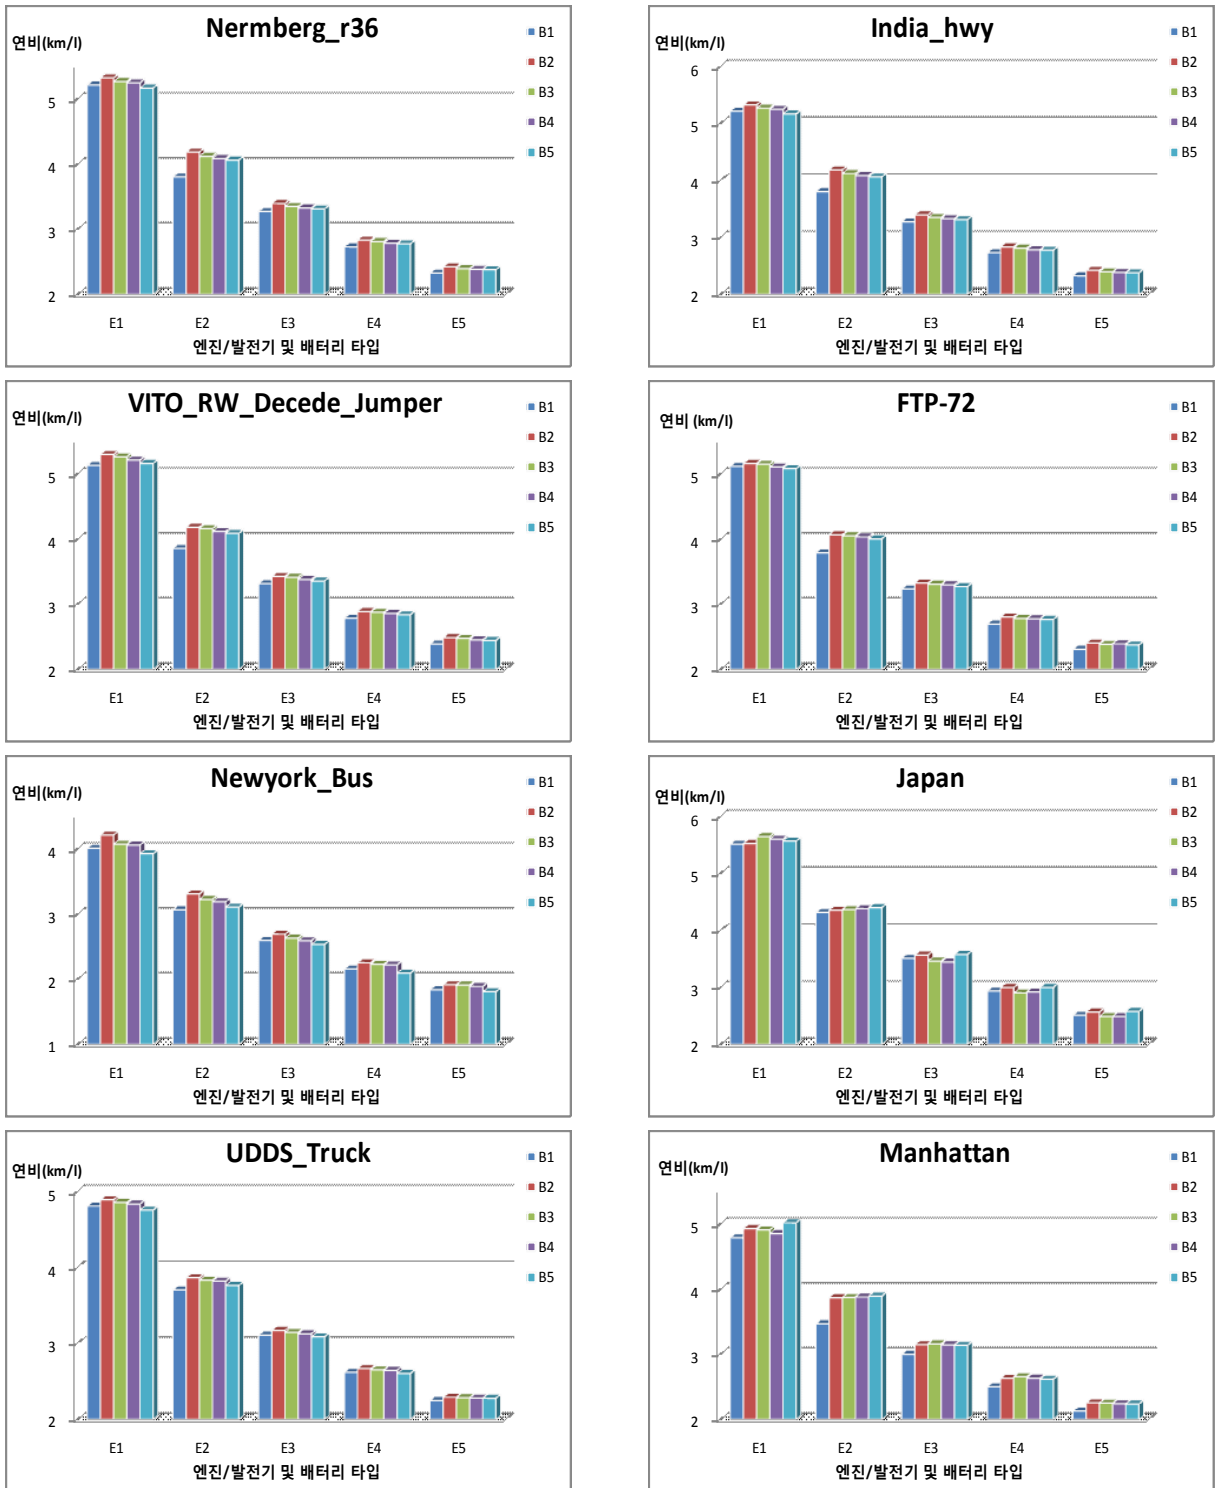 Nermberg_r36
연비(km/l)
B1
B2
B3
B4
B5
5
4
3
2
E1 E2 E3 E4 E5
엔진/발전기 및 배터리 타입
India_hwy
연비(km/l)
B1
B2
B3
B4
B5
6
5
4
3
2
E1 E2 E3 E4 E5
엔진/발전기 및 배터리 타입
VITO_RW_Decede_Jumper
연비(km/l)
B1
B2
B3
B4
B5
5
4
3
2
E1 E2 E3 E4 E5
엔진/발전기 및 배터리 타입
FTP-72
연비 (km/l)
B1
B2
B3
B4
B5
5
4
3
2
E1 E2 E3 E4 E5
엔진/발전기 및 배터리 타입
Newyork_Bus
연비(km/l)
B1
B2
B3
B4
B5
4
3
2
1
E1 E2 E3 E4 E5
엔진/발전기 및 배터리 타입
Japan
연비(km/l)
B1
B2
B3
B4
B5
6
5
4
3
2
E1 E2 E3 E4 E5
엔진/발전기 및 배터리 타입
UDDS_Truck
연비(km/l)
B1
B2
B3
B4
B5
5
4
3
2
E1 E2 E3 E4 E5
엔진/발전기 및 배터리 타입
Manhattan
연비(km/l)
B1
B2
B3
B4
B5
5
4
3
2
E1 E2 E3 E4 E5
엔진/발전기 및 배터리 타입